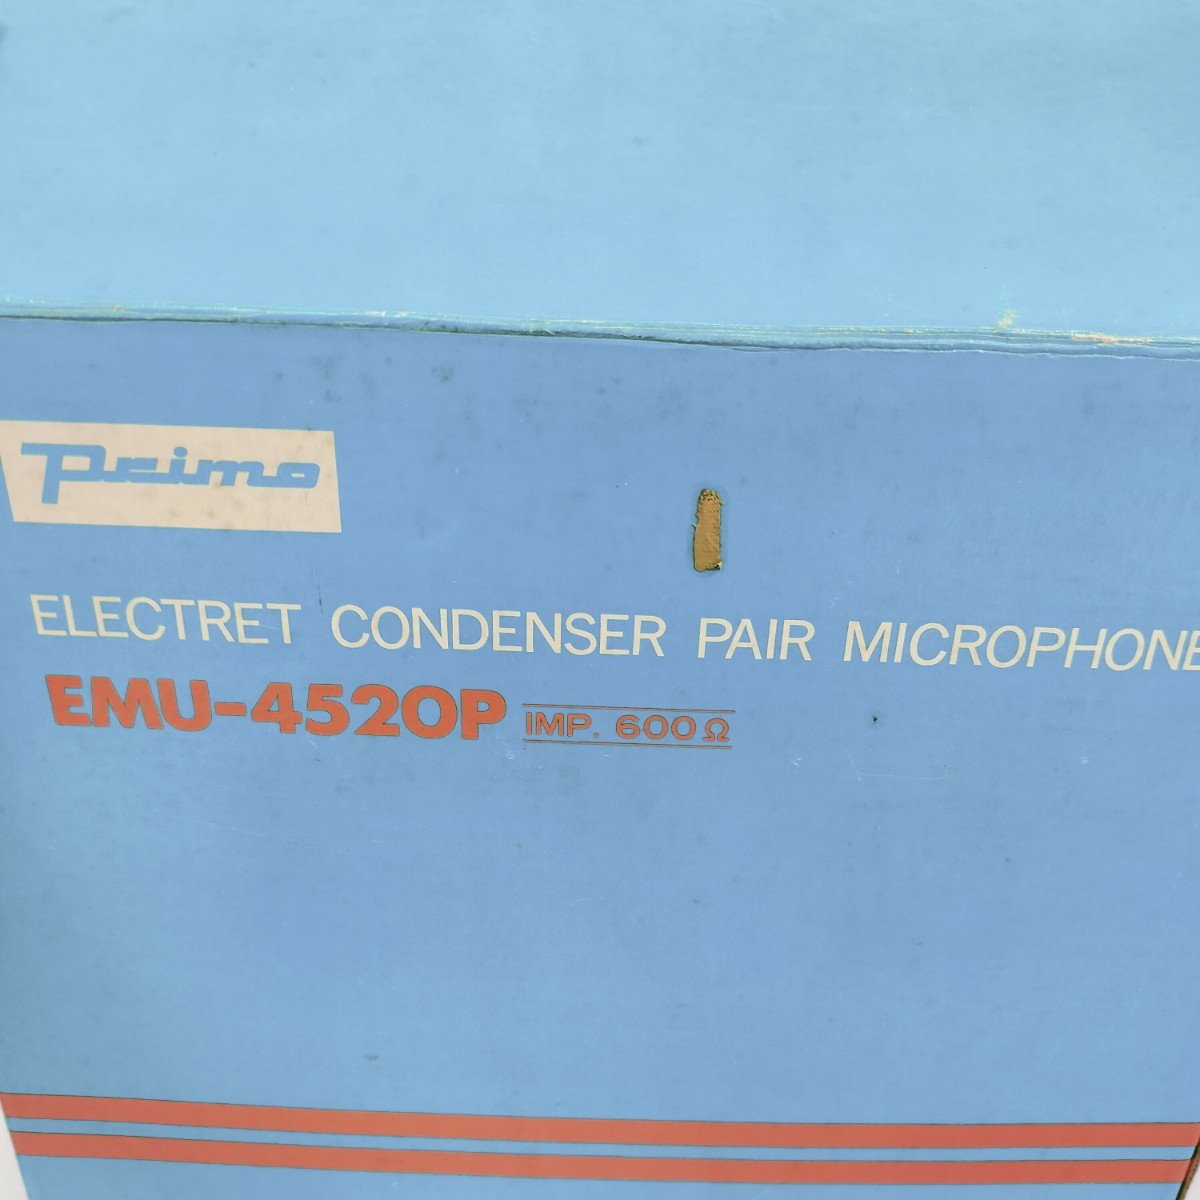 Primo
ELECTRET CONDENSER PAIR MICROPHONE
EMU-4520P IMP. 600Ω